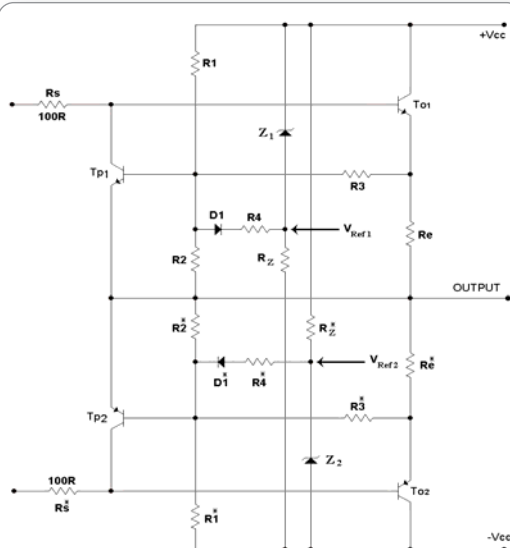 +Vcc
R1
Rs
100R
To1
Z1
Tp1
R3
D1
R4
VRef1
Re
R2
RZ
OUTPUT
R2*
RZ*
Re*
D1*
R4*
VRef2
R3*
Tp2
Z2
100R
Rs*
To2
R1*
-Vcc